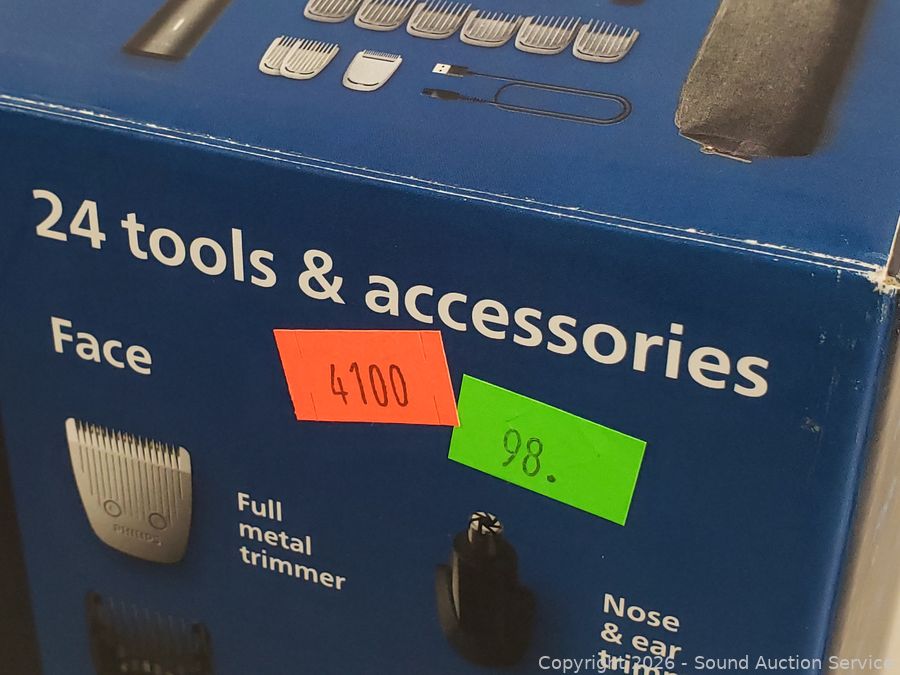 24 tools & accessories
Face
4100
98.
PHILIPS
Full
metal
trimmer
Nose
& ear
Copyright 2026 - Sound Auction Service